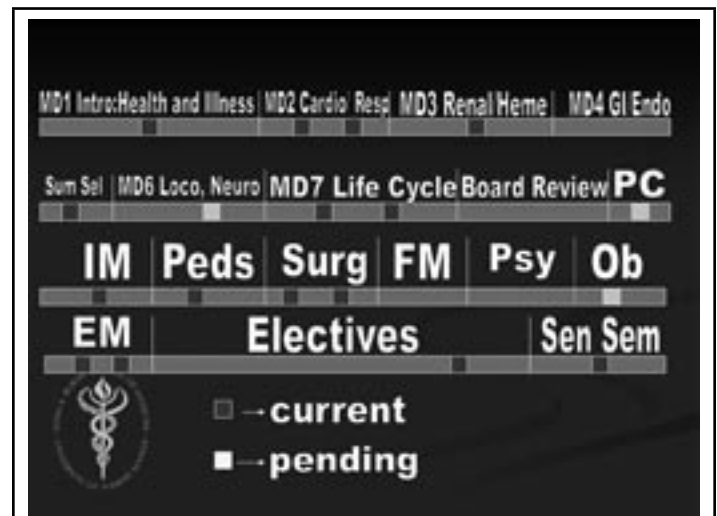 MD1 Intro:Health and Illness MD2 Cardio Resp MD3 Renal/Heme MD4 GI Endo
Sum Sel MD6 Loco, Neuro MD7 Life Cycle Board Review PC
IM Peds Surg FM Psy Ob
EM Electives Sen Sem
→current
→pending